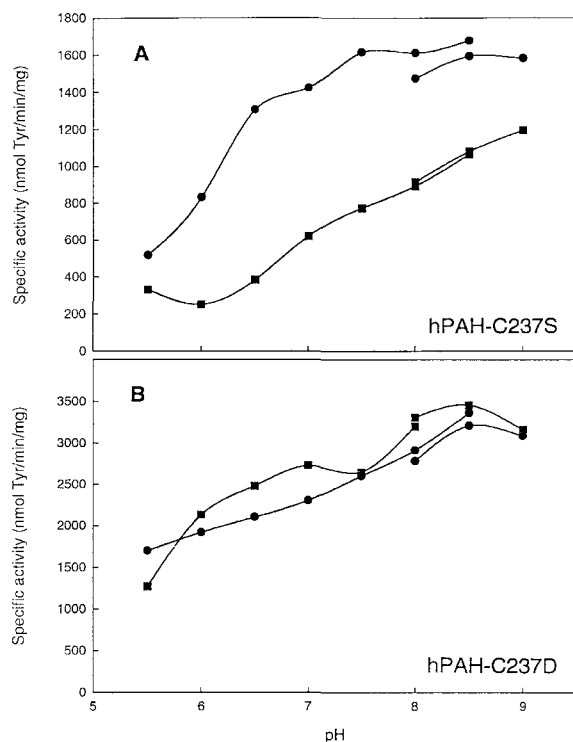 1800
1600
1400
1200
1000
800
600
400
200
0
A
Specific activity (nmol Tyr/min/mg)
hPAH-C237S
3500
3000
2500
2000
1500
1000
500
0
B
Specific activity (nmol Tyr/min/mg)
hPAH-C237D
5 6 7 8 9
pH